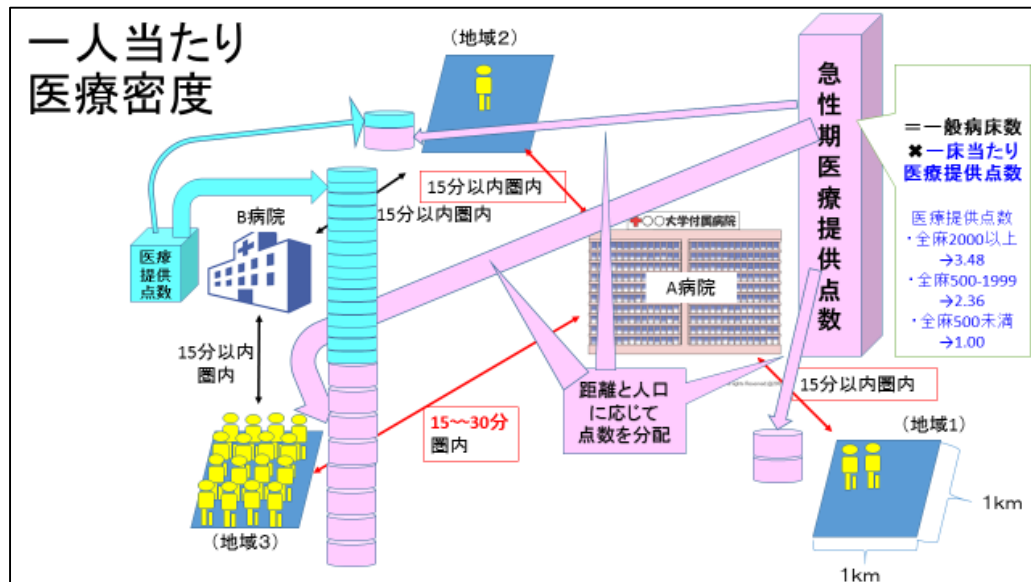 一人当たり
医療密度
（地域２）
急性期医療提供点数
＝一般病床数
✖一床当たり
医療提供点数
医療提供点数
・全麻2000以上
→3.48
・全麻500-1999
→2.36
・全麻500未満
→1.00
15分以内圏内
15分以内圏内
B病院
医療
提供
点数
〇〇大学付属病院
A病院
15分以内
圏内
15~~30分
圏内
距離と人口
に応じて
点数を分配
15分以内圏内
（地域1）
（地域３）
1km
1km